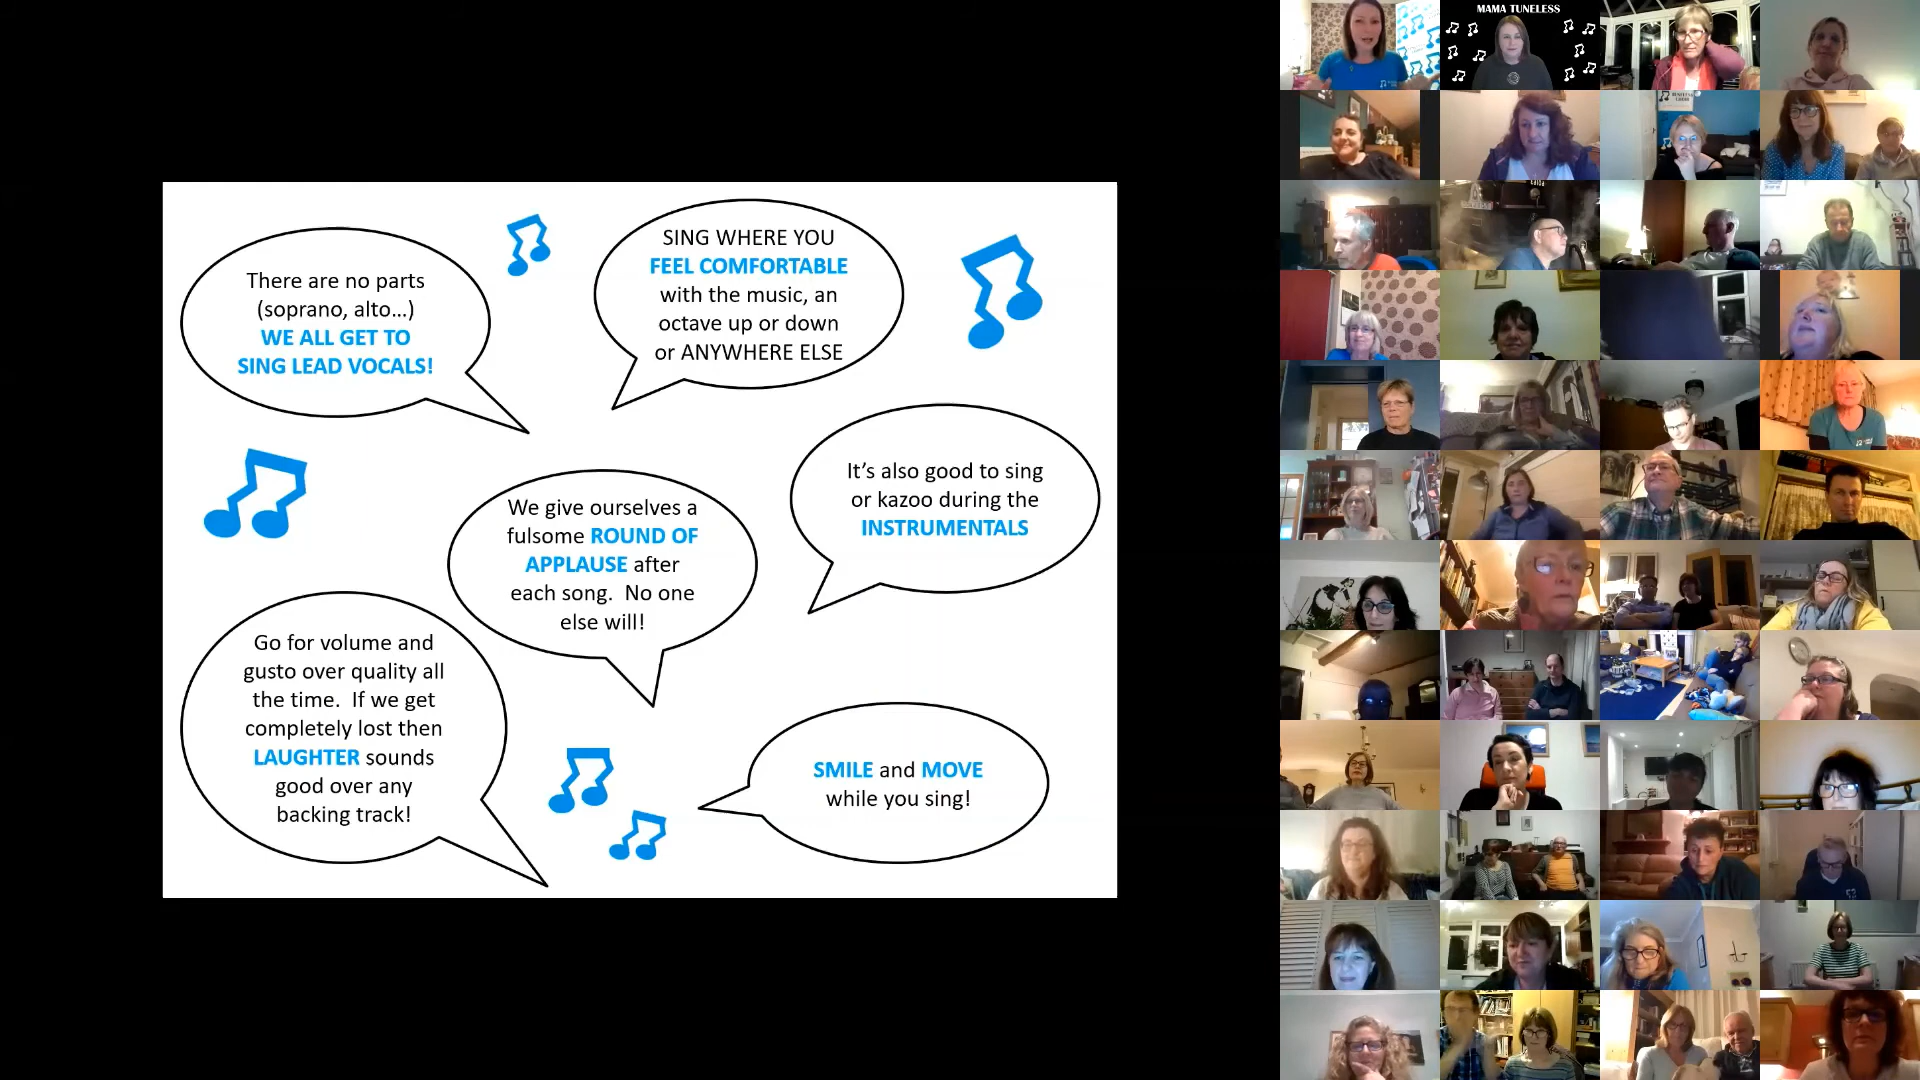 There are no parts
(soprano, alto…)
WE ALL GET TO
SING LEAD VOCALS!
SING WHERE YOU
FEEL COMFORTABLE
with the music, an
octave up or down
or ANYWHERE ELSE
It’s also good to sing
or kazoo during the
INSTRUMENTALS
We give ourselves a
fulsome ROUND OF
APPLAUSE after
each song.  No one
else will!
Go for volume and
gusto over quality all
the time.  If we get
completely lost then
LAUGHTER sounds
good over any
backing track!
SMILE and MOVE
while you sing!
MAMA TUNELESS